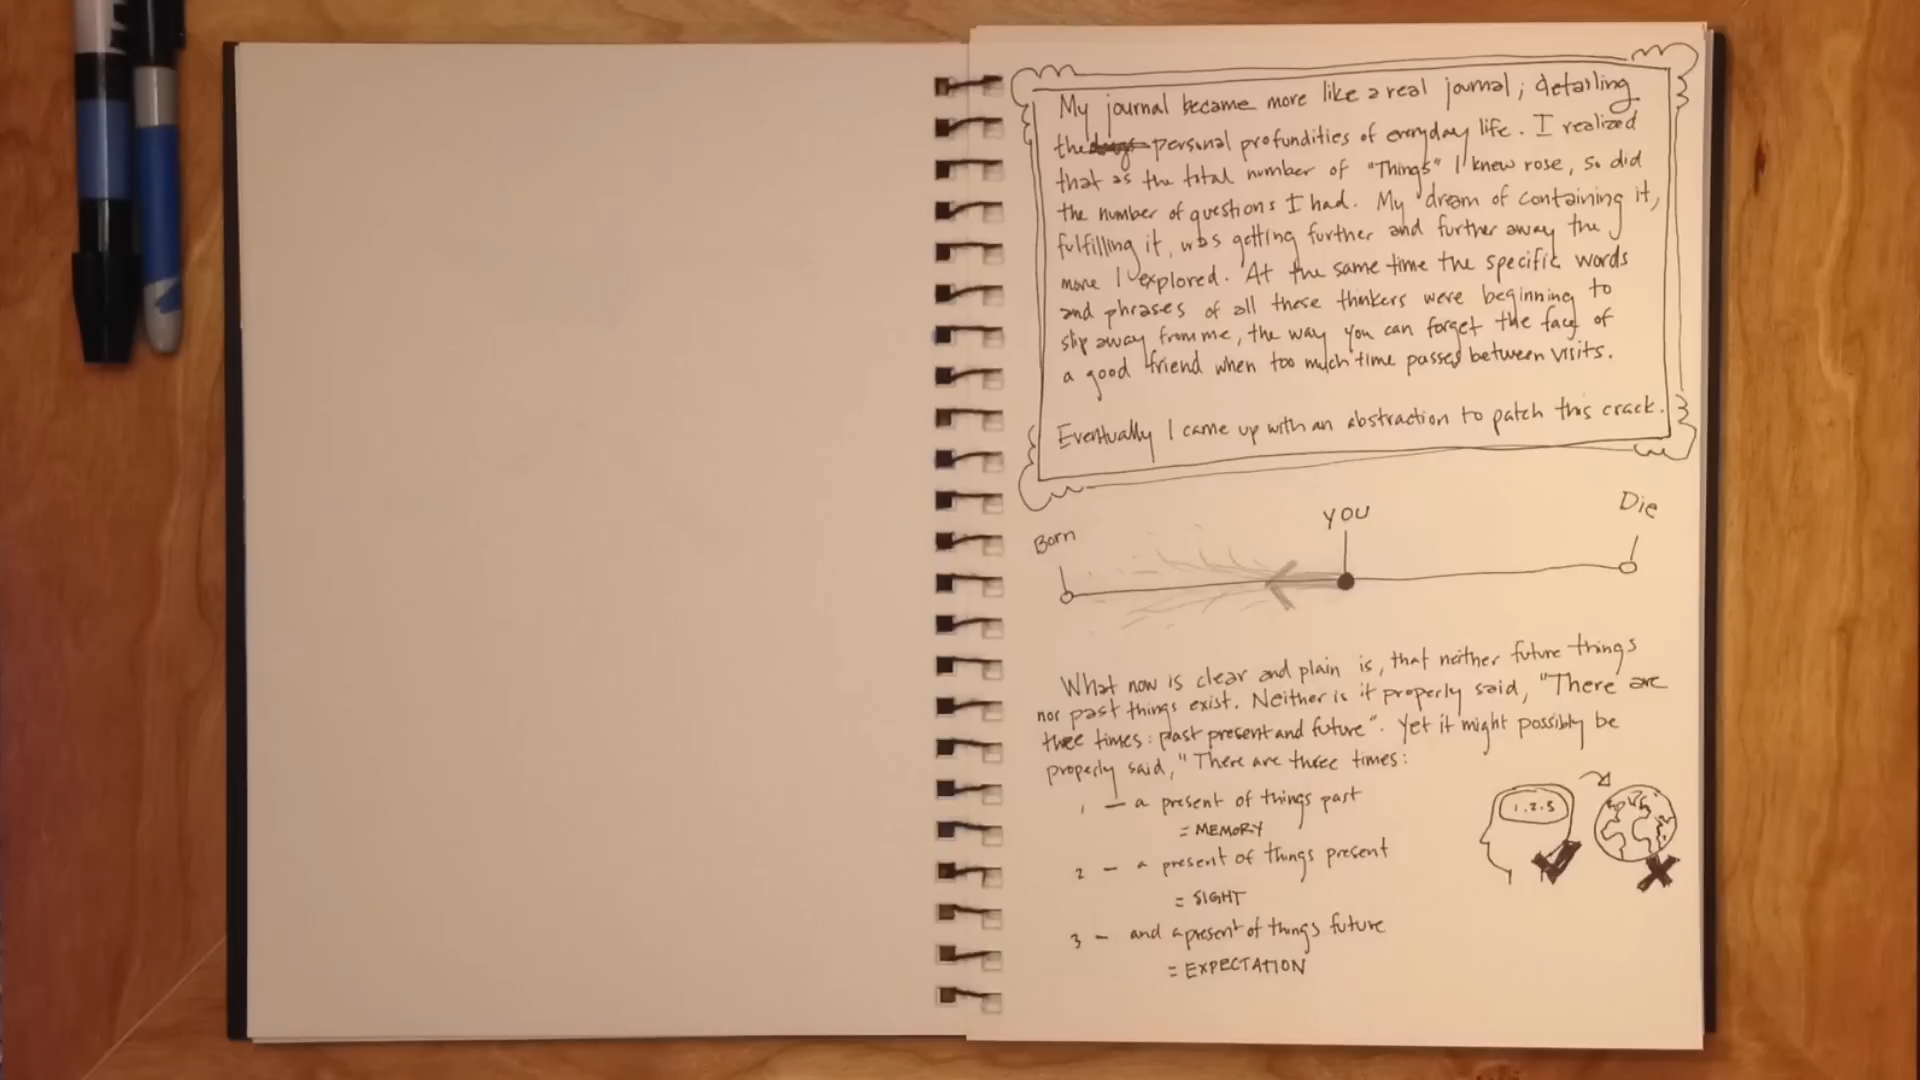 My journal became more like a real journal; detailing
the personal profundities of everyday life. I realized
that as the total number of "Things" I knew rose, so did
the number of questions I had. My dream of containing it,
fulfilling it, was getting further and further away the
more I explored. At the same time the specific words
and phrases of all these thinkers were beginning to
slip away from me, the way you can forget the face of
a good friend when too much time passes between visits.
Eventually I came up with an abstraction to patch this crack.
Born
YOU
Die
What now is clear and plain is, that neither future things
nor past things exist. Neither is it properly said, "There are
three times: past present and future". Yet it might possibly be
properly said, "There are three times:
1 — a present of things past
= MEMORY
2 — a present of things present
= SIGHT
3 — and a present of things future
= EXPECTATION
1.2.3